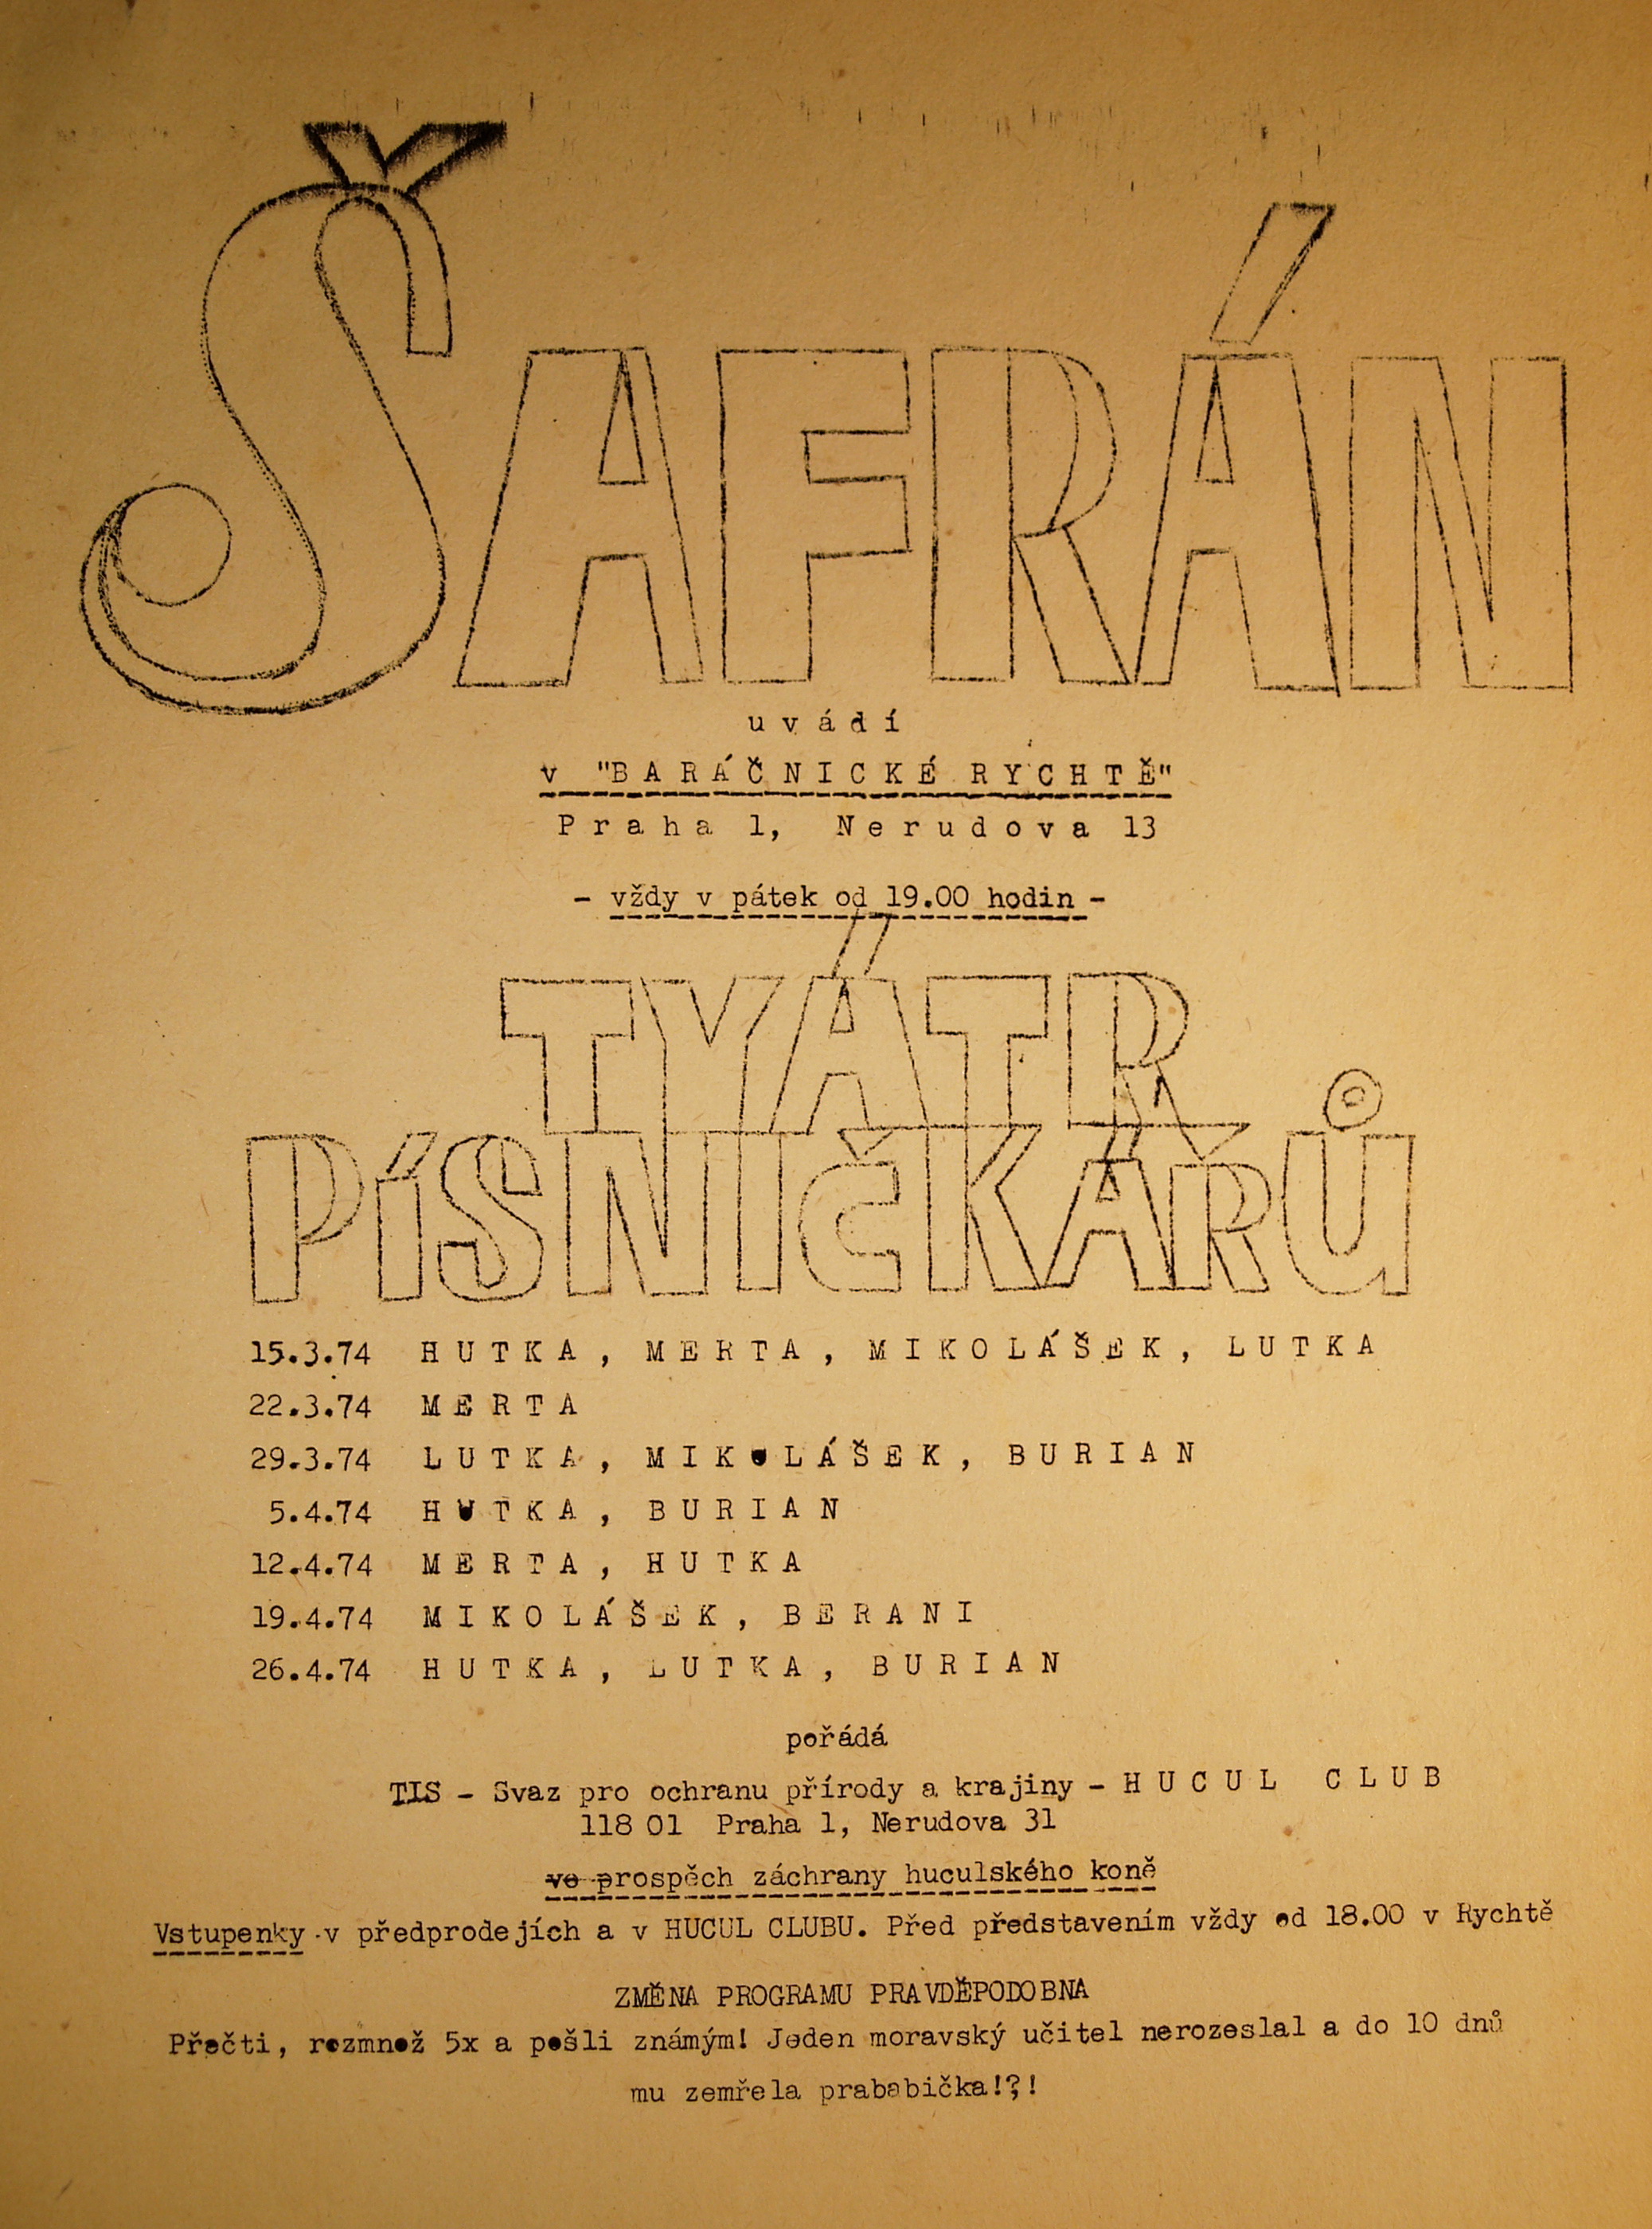 ŠAFRÁN
uvádí
v "BARÁČNICKÉ RYCHTĚ"
Praha 1, Nerudova 13
- vždy v pátek od 19.00 hodin -
TYÁTR
PÍSNIČKÁŘŮ
15.3.74 HUTKA, MERTA, MIKOLÁŠEK, LUTKA
22.3.74 MERTA
29.3.74 LUTKA, MIKOLÁŠEK, BURIAN
5.4.74 HUTKA, BURIAN
12.4.74 MERTA, HUTKA
19.4.74 MIKOLÁŠEK, BERANI
26.4.74 HUTKA, LUTKA, BURIAN
pořádá
TIS - Svaz pro ochranu přírody a krajiny - HUCUL CLUB
118 01 Praha 1, Nerudova 31
ve prospěch záchrany huculského koně
Vstupenky v předprodejích a v HUCUL CLUBU. Před představením vždy od 18.00 v Rychtě
ZMĚNA PROGRAMU PRAVDĚPODOBNA
Přečti, rozmnož 5x a pošli známým! Jeden moravský učitel nerozeslal a do 10 dnů
mu zemřela prababička!?!